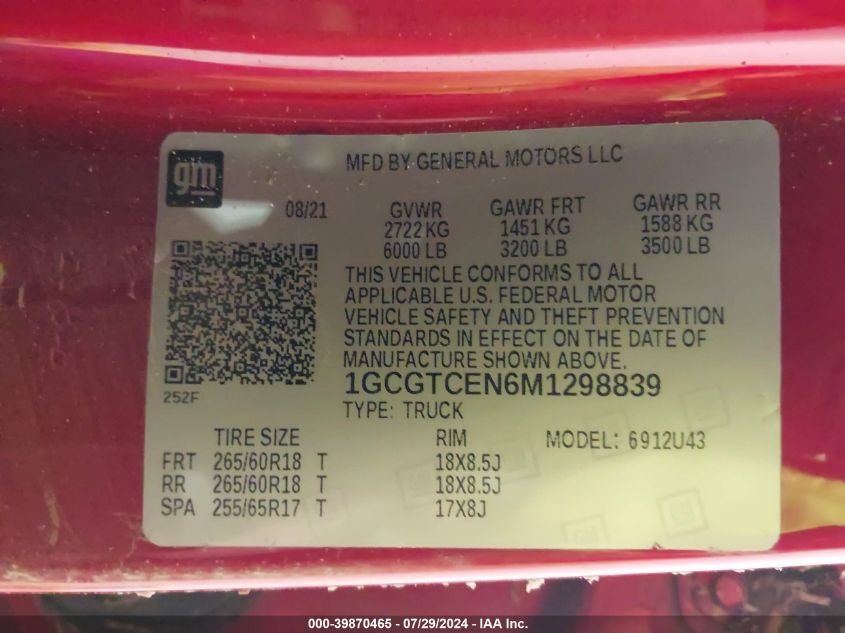 gm
MFD BY GENERAL MOTORS LLC
08/21 GVWR GAWR FRT GAWR RR
2722 KG 1451 KG 1588 KG
6000 LB 3200 LB 3500 LB
THIS VEHICLE CONFORMS TO ALL
APPLICABLE U.S. FEDERAL MOTOR
VEHICLE SAFETY AND THEFT PREVENTION
STANDARDS IN EFFECT ON THE DATE OF
MANUFACTURE SHOWN ABOVE.
252F
1GCGTCEN6M1298839
TYPE: TRUCK
TIRE SIZE RIM MODEL: 6912U43
FRT 265/60R18 T 18X8.5J
RR 265/60R18 T 18X8.5J
SPA 255/65R17 T 17X8J
000-39870465 - 07/29/2024 - IAA Inc.